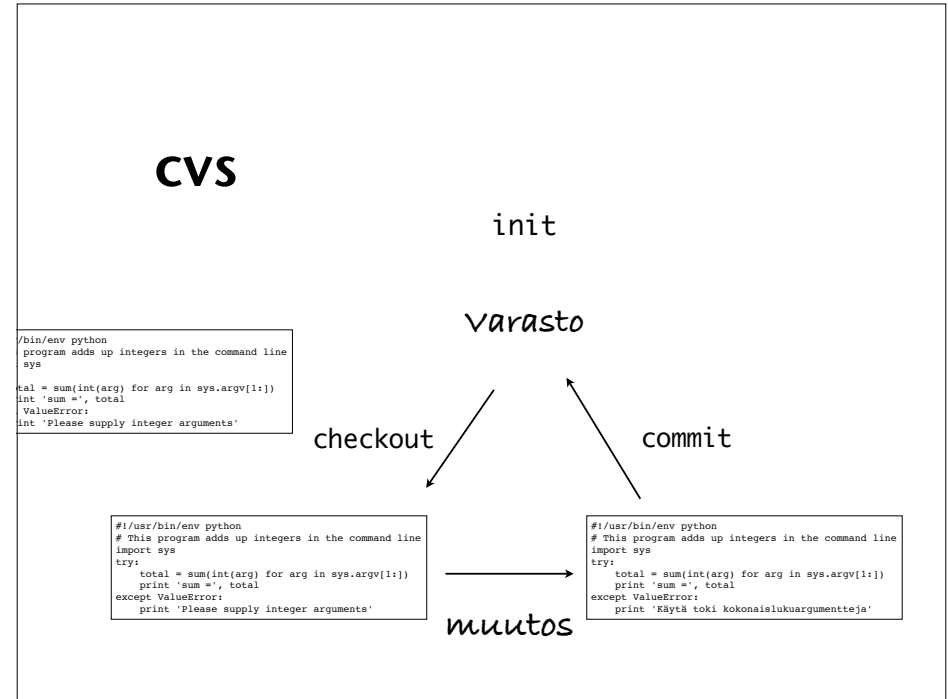 CVS
init
varasto
/bin/env python
program adds up integers in the command line
sys
tal = sum(int(arg) for arg in sys.argv[1:])
int 'sum =', total
ValueError:
int 'Please supply integer arguments'
checkout
commit
#!/usr/bin/env python
# This program adds up integers in the command line
import sys
try:
    total = sum(int(arg) for arg in sys.argv[1:])
    print 'sum =', total
except ValueError:
    print 'Please supply integer arguments'
muutos
#!/usr/bin/env python
# This program adds up integers in the command line
import sys
try:
    total = sum(int(arg) for arg in sys.argv[1:])
    print 'sum =', total
except ValueError:
    print 'Käytä toki kokonaislukuargumentteja'